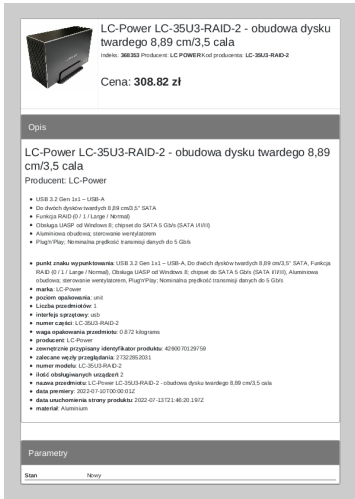 LC-Power LC-35U3-RAID-2 - obudowa dysku
twardego 8,89 cm/3,5 cala
Indeks: 368353 Producent: LC POWER Kod producenta: LC-35U3-RAID-2
Cena: 308.82 zł
Opis
LC-Power LC-35U3-RAID-2 - obudowa dysku twardego 8,89
cm/3,5 cala
Producent: LC-Power
USB 3.2 Gen 1x1 – USB-A
Do dwóch dysków twardych 8,89 cm/3,5" SATA
Funkcja RAID (0 / 1 / Large / Normal)
Obsługa UASP od Windows 8; chipset do SATA 5 Gb/s (SATA I/II/III)
Aluminiowa obudowa; sterowanie wentylatorem
Plug'n'Play; Nominalna prędkość transmisji danych do 5 Gb/s
punkt znaku wypunktowania: USB 3.2 Gen 1x1 – USB-A, Do dwóch dysków twardych 8,89 cm/3,5" SATA, Funkcja
RAID (0 / 1 / Large / Normal), Obsługa UASP od Windows 8; chipset do SATA 5 Gb/s (SATA I/II/III), Aluminiowa
obudowa; sterowanie wentylatorem, Plug'n'Play; Nominalna prędkość transmisji danych do 5 Gb/s
marka: LC-Power
poziom opakowania: unit
Liczba przedmiotów: 1
interfejs sprzętowy: usb
numer części: LC-35U3-RAID-2
waga opakowania przedmiotu: 0.872 kilograms
producent: LC-Power
zewnętrznie przypisany identyfikator produktu: 4260070129759
zalecane węzły przeglądania: 27322852031
numer modelu: LC-35U3-RAID-2
ilość obsługiwanych urządzeń: 2
nazwa przedmiotu: LC-Power LC-35U3-RAID-2 - obudowa dysku twardego 8,89 cm/3,5 cala
data premiery: 2022-07-10T00:00:01Z
data uruchomienia strony produktu: 2022-07-13T21:46:20.197Z
materiał: Aluminium
Parametry
Stan Nowy